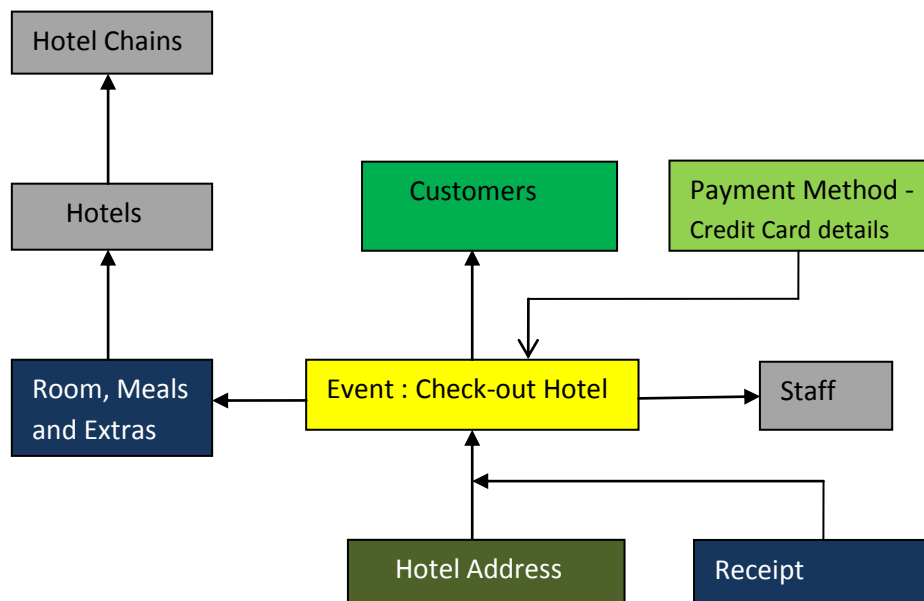 Hotel Chains
Hotels
Customers
Payment Method -
Credit Card details
Room, Meals
and Extras
Event : Check-out Hotel
Staff
Hotel Address
Receipt